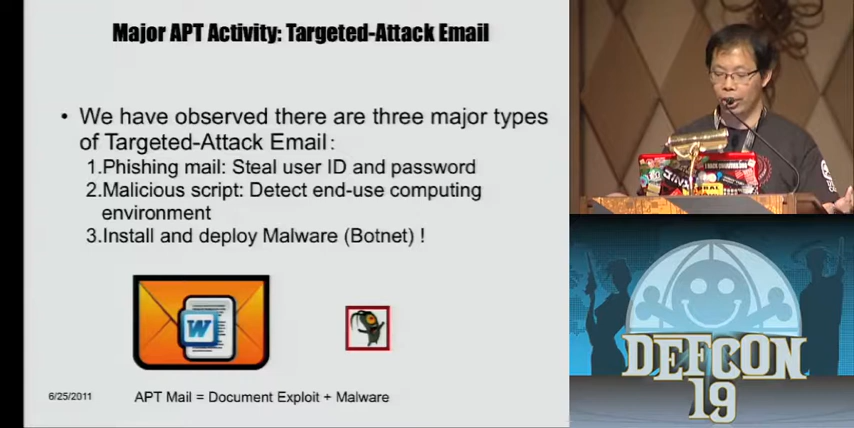 Major APT Activity: Targeted-Attack Email
• We have observed there are three major types
of Targeted-Attack Email:
1.Phishing mail: Steal user ID and password
2.Malicious script: Detect end-use computing
environment
3.Install and deploy Malware (Botnet) !
W
6/25/2011
APT Mail = Document Exploit + Malware
DEFCON
19